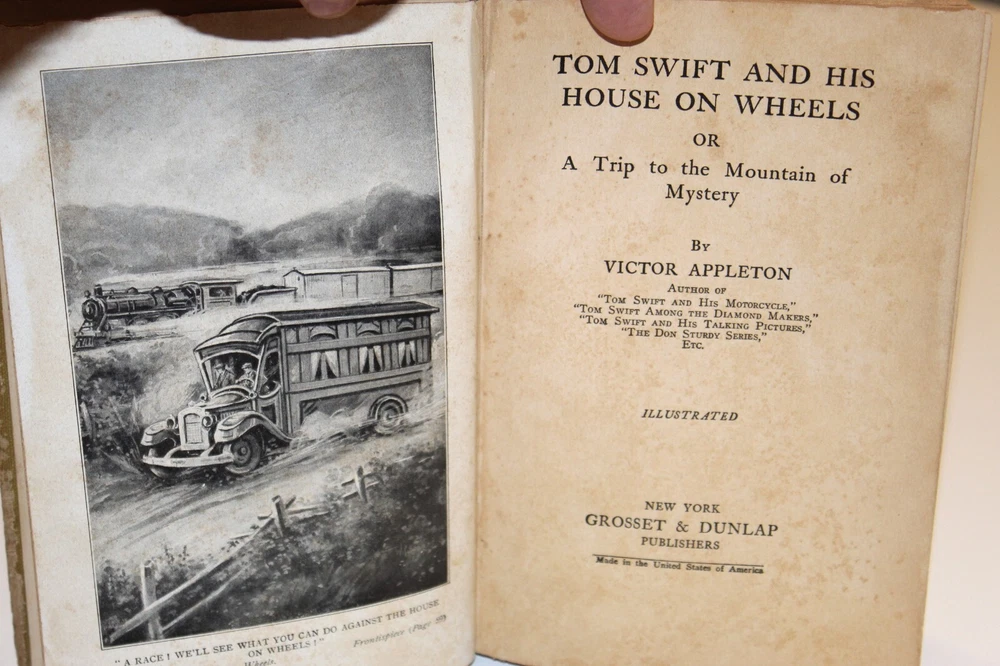 "A RACE! WE'LL SEE WHAT YOU CAN DO AGAINST THE HOUSE
ON WHEELS!"
Frontispiece (Page
Wheels.
TOM SWIFT AND HIS
HOUSE ON WHEELS
OR
A Trip to the Mountain of
Mystery
By
VICTOR APPLETON
Author of
"Tom Swift and His Motorcycle,"
"Tom Swift Among the Diamond Makers,"
"Tom Swift and His Talking Pictures,"
"The Don Sturdy Series,"
Etc.
ILLUSTRATED
NEW YORK
GROSSET & DUNLAP
PUBLISHERS
Made in the United States of America